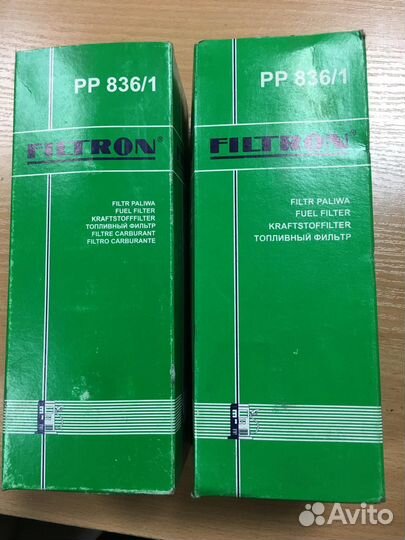 PP 836/1
FILTRON®
FILTR PALIWA
FUEL FILTER
KRAFTSTOFFFILTER
ТОПЛИВНЫЙ ФИЛЬТР
FILTRE CARBURANT
FILTRO CARBURANTE
PP 836/1
FILTRON®
FILTR PALIWA
FUEL FILTER
KRAFTSTOFFILTER
ТОПЛИВНЫЙ ФИЛЬТР
Avito